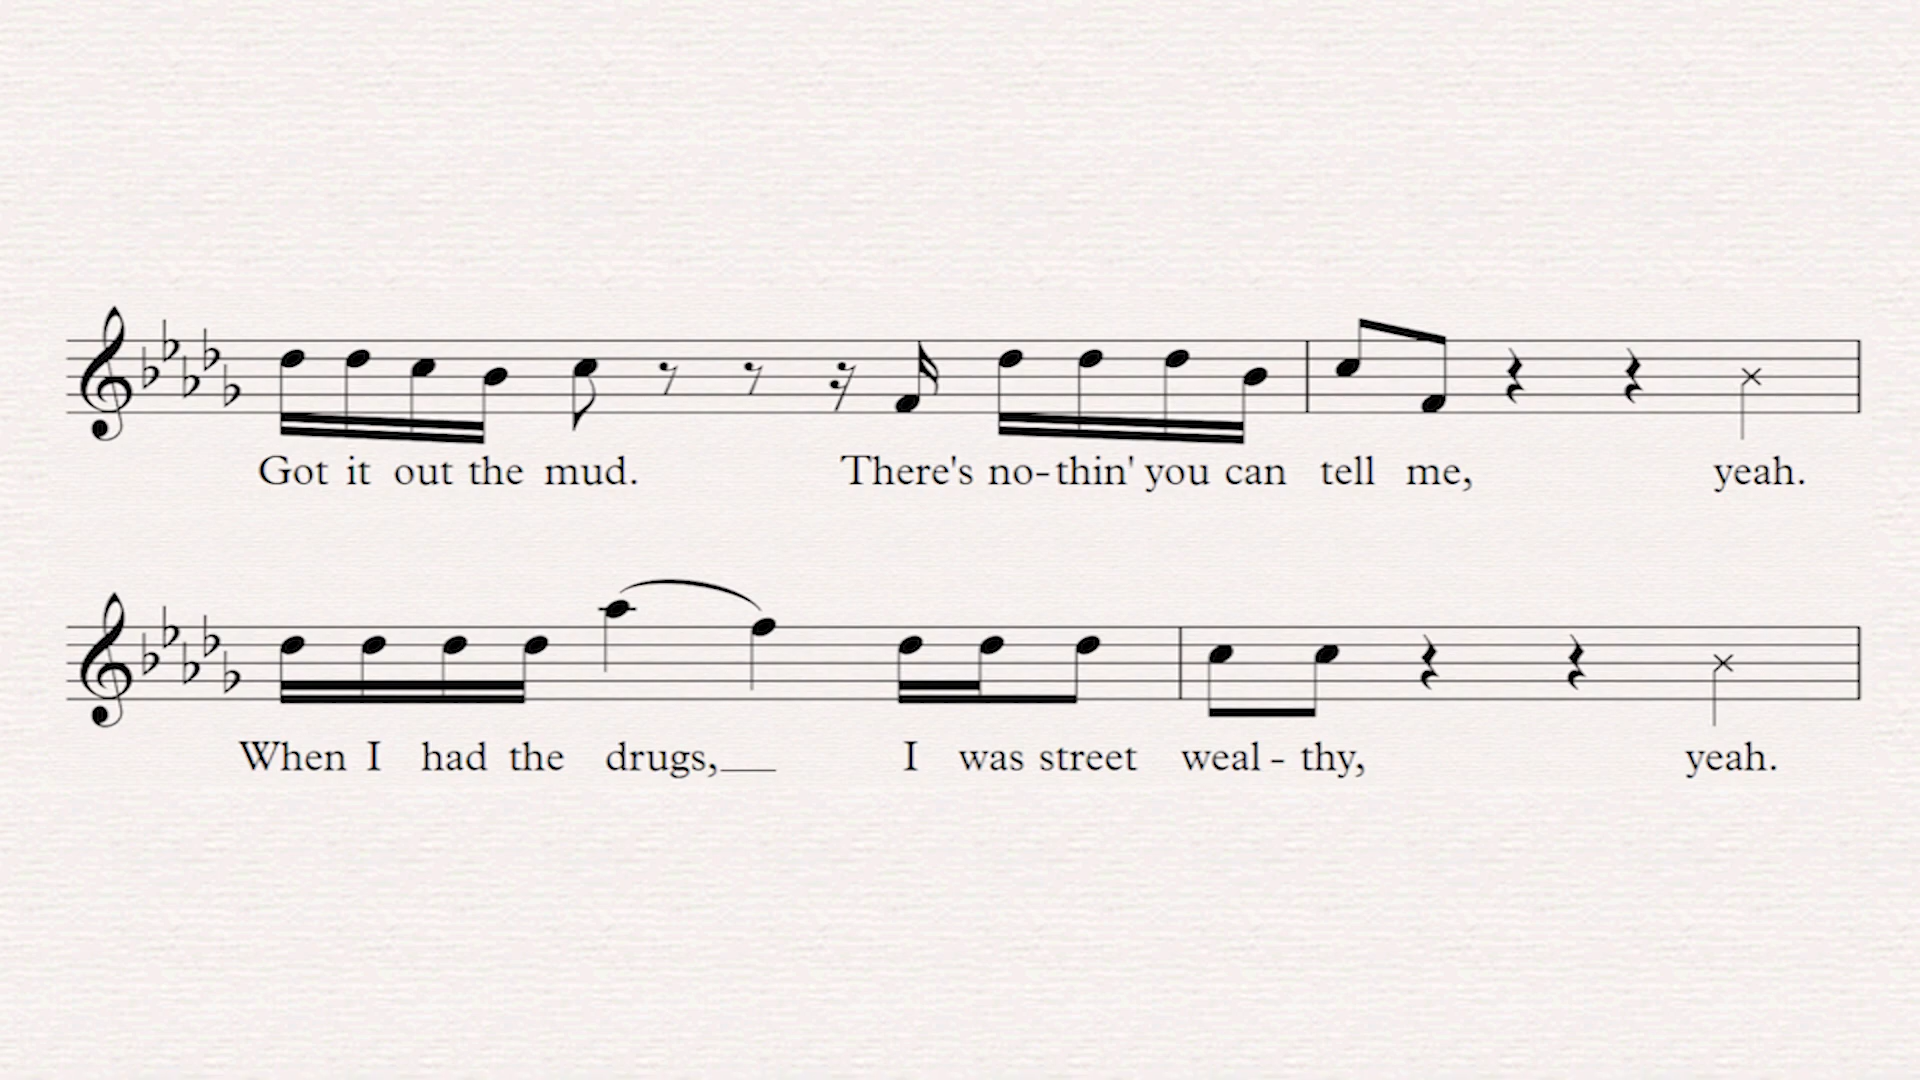 Got it out the mud. There's no-thin' you can tell me, yeah.
When I had the drugs,__ I was street weal - thy, yeah.